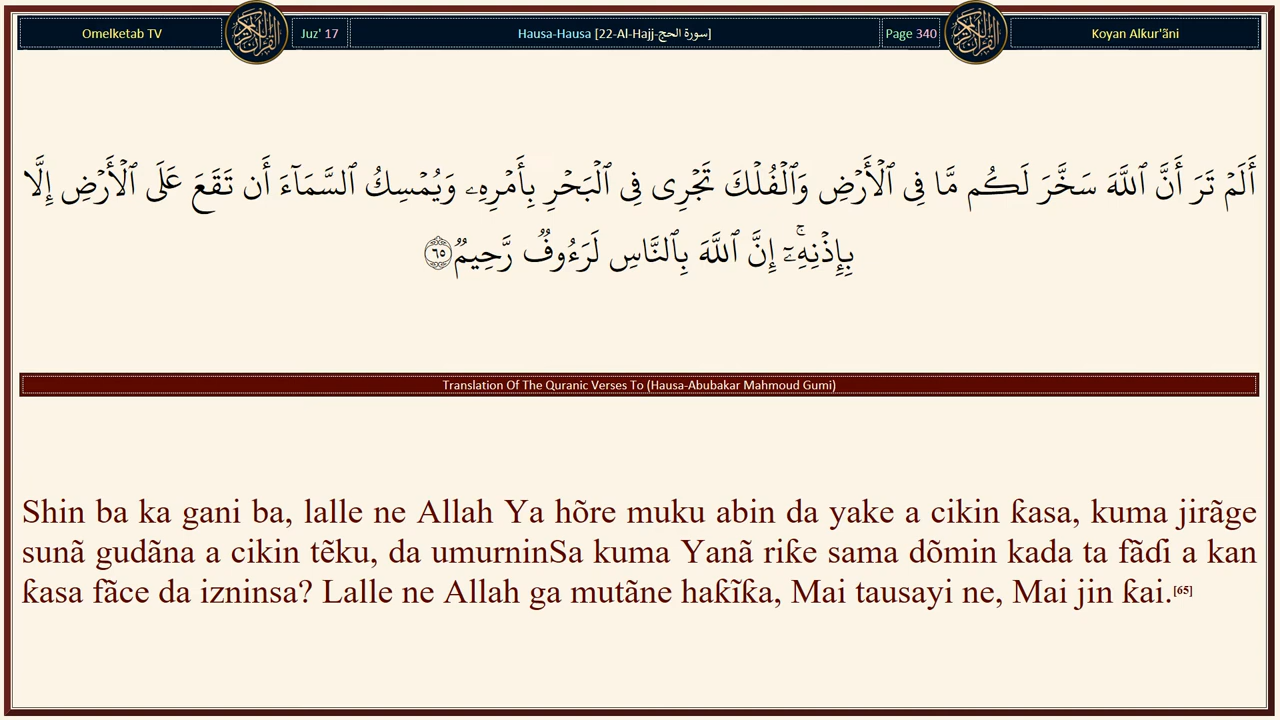 Omelketab TV
Juz' 17
Hausa-Hausa [22-Al-Hajj-سورة الحج]
Page 340
Koyan Alƙur'ãni
أَلَمۡ تَرَ أَنَّ ٱللَّهَ سَخَّرَ لَكُم مَّا فِى ٱلۡأَرۡضِ وَٱلۡفُلۡكَ تَجۡرِى فِى ٱلۡبَحۡرِ بِأَمۡرِهِۦ وَيُمۡسِكُ ٱلسَّمَآءَ أَن تَقَعَ عَلَى ٱلۡأَرۡضِ إِلَّا
بِإِذۡنِهِۦٓۚ إِنَّ ٱللَّهَ بِٱلنَّاسِ لَرَءُوفٌ رَّحِيمٌ ٦٥
Translation Of The Quranic Verses To (Hausa-Abubakar Mahmoud Gumi)
Shin ba ka gani ba, lalle ne Allah Ya hõre muku abin da yake a cikin ƙasa, kuma jirãge
sunã gudãna a cikin tẽku, da umurninSa kuma Yanã riƙe sama dõmin kada ta fãɗi a kan
ƙasa fãce da izninsa? Lalle ne Allah ga mutãne haƙĩƙa, Mai tausayi ne, Mai jin ƙai.[65]